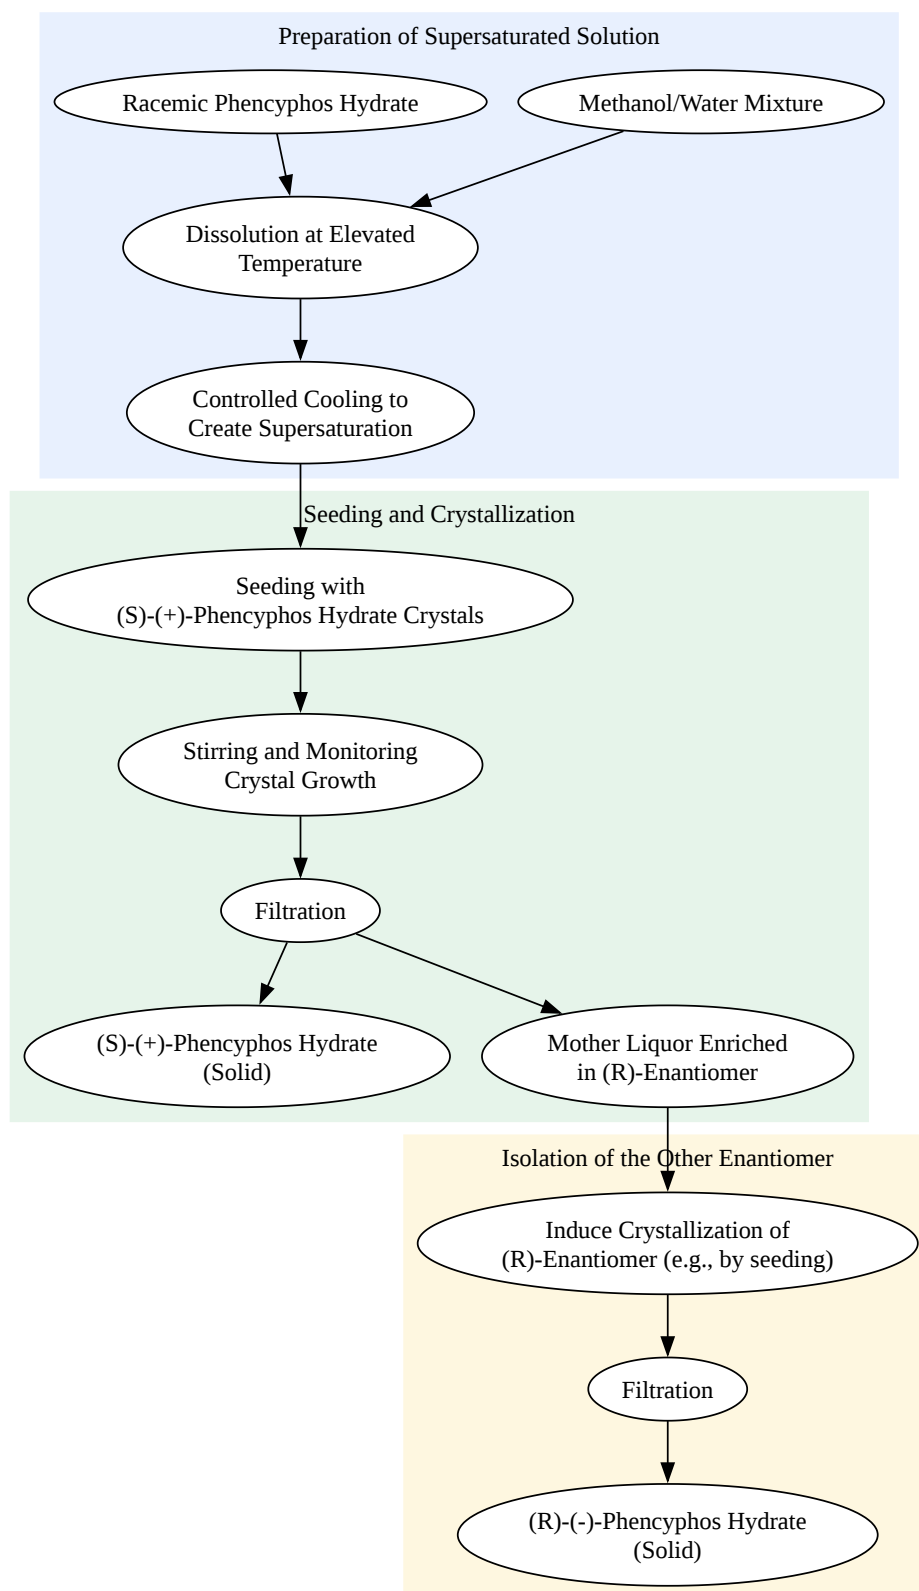 Preparation of Supersaturated Solution
Racemic Phencyphos Hydrate
Methanol/Water Mixture
Dissolution at Elevated
Temperature
Controlled Cooling to
Create Supersaturation
Seeding and Crystallization
Seeding with
(S)-(+)-Phencyphos Hydrate Crystals
Stirring and Monitoring
Crystal Growth
Filtration
(S)-(+)-Phencyphos Hydrate
(Solid)
Mother Liquor Enriched
in (R)-Enantiomer
Isolation of the Other Enantiomer
Induce Crystallization of
(R)-Enantiomer (e.g., by seeding)
Filtration
(R)-(-)-Phencyphos Hydrate
(Solid)